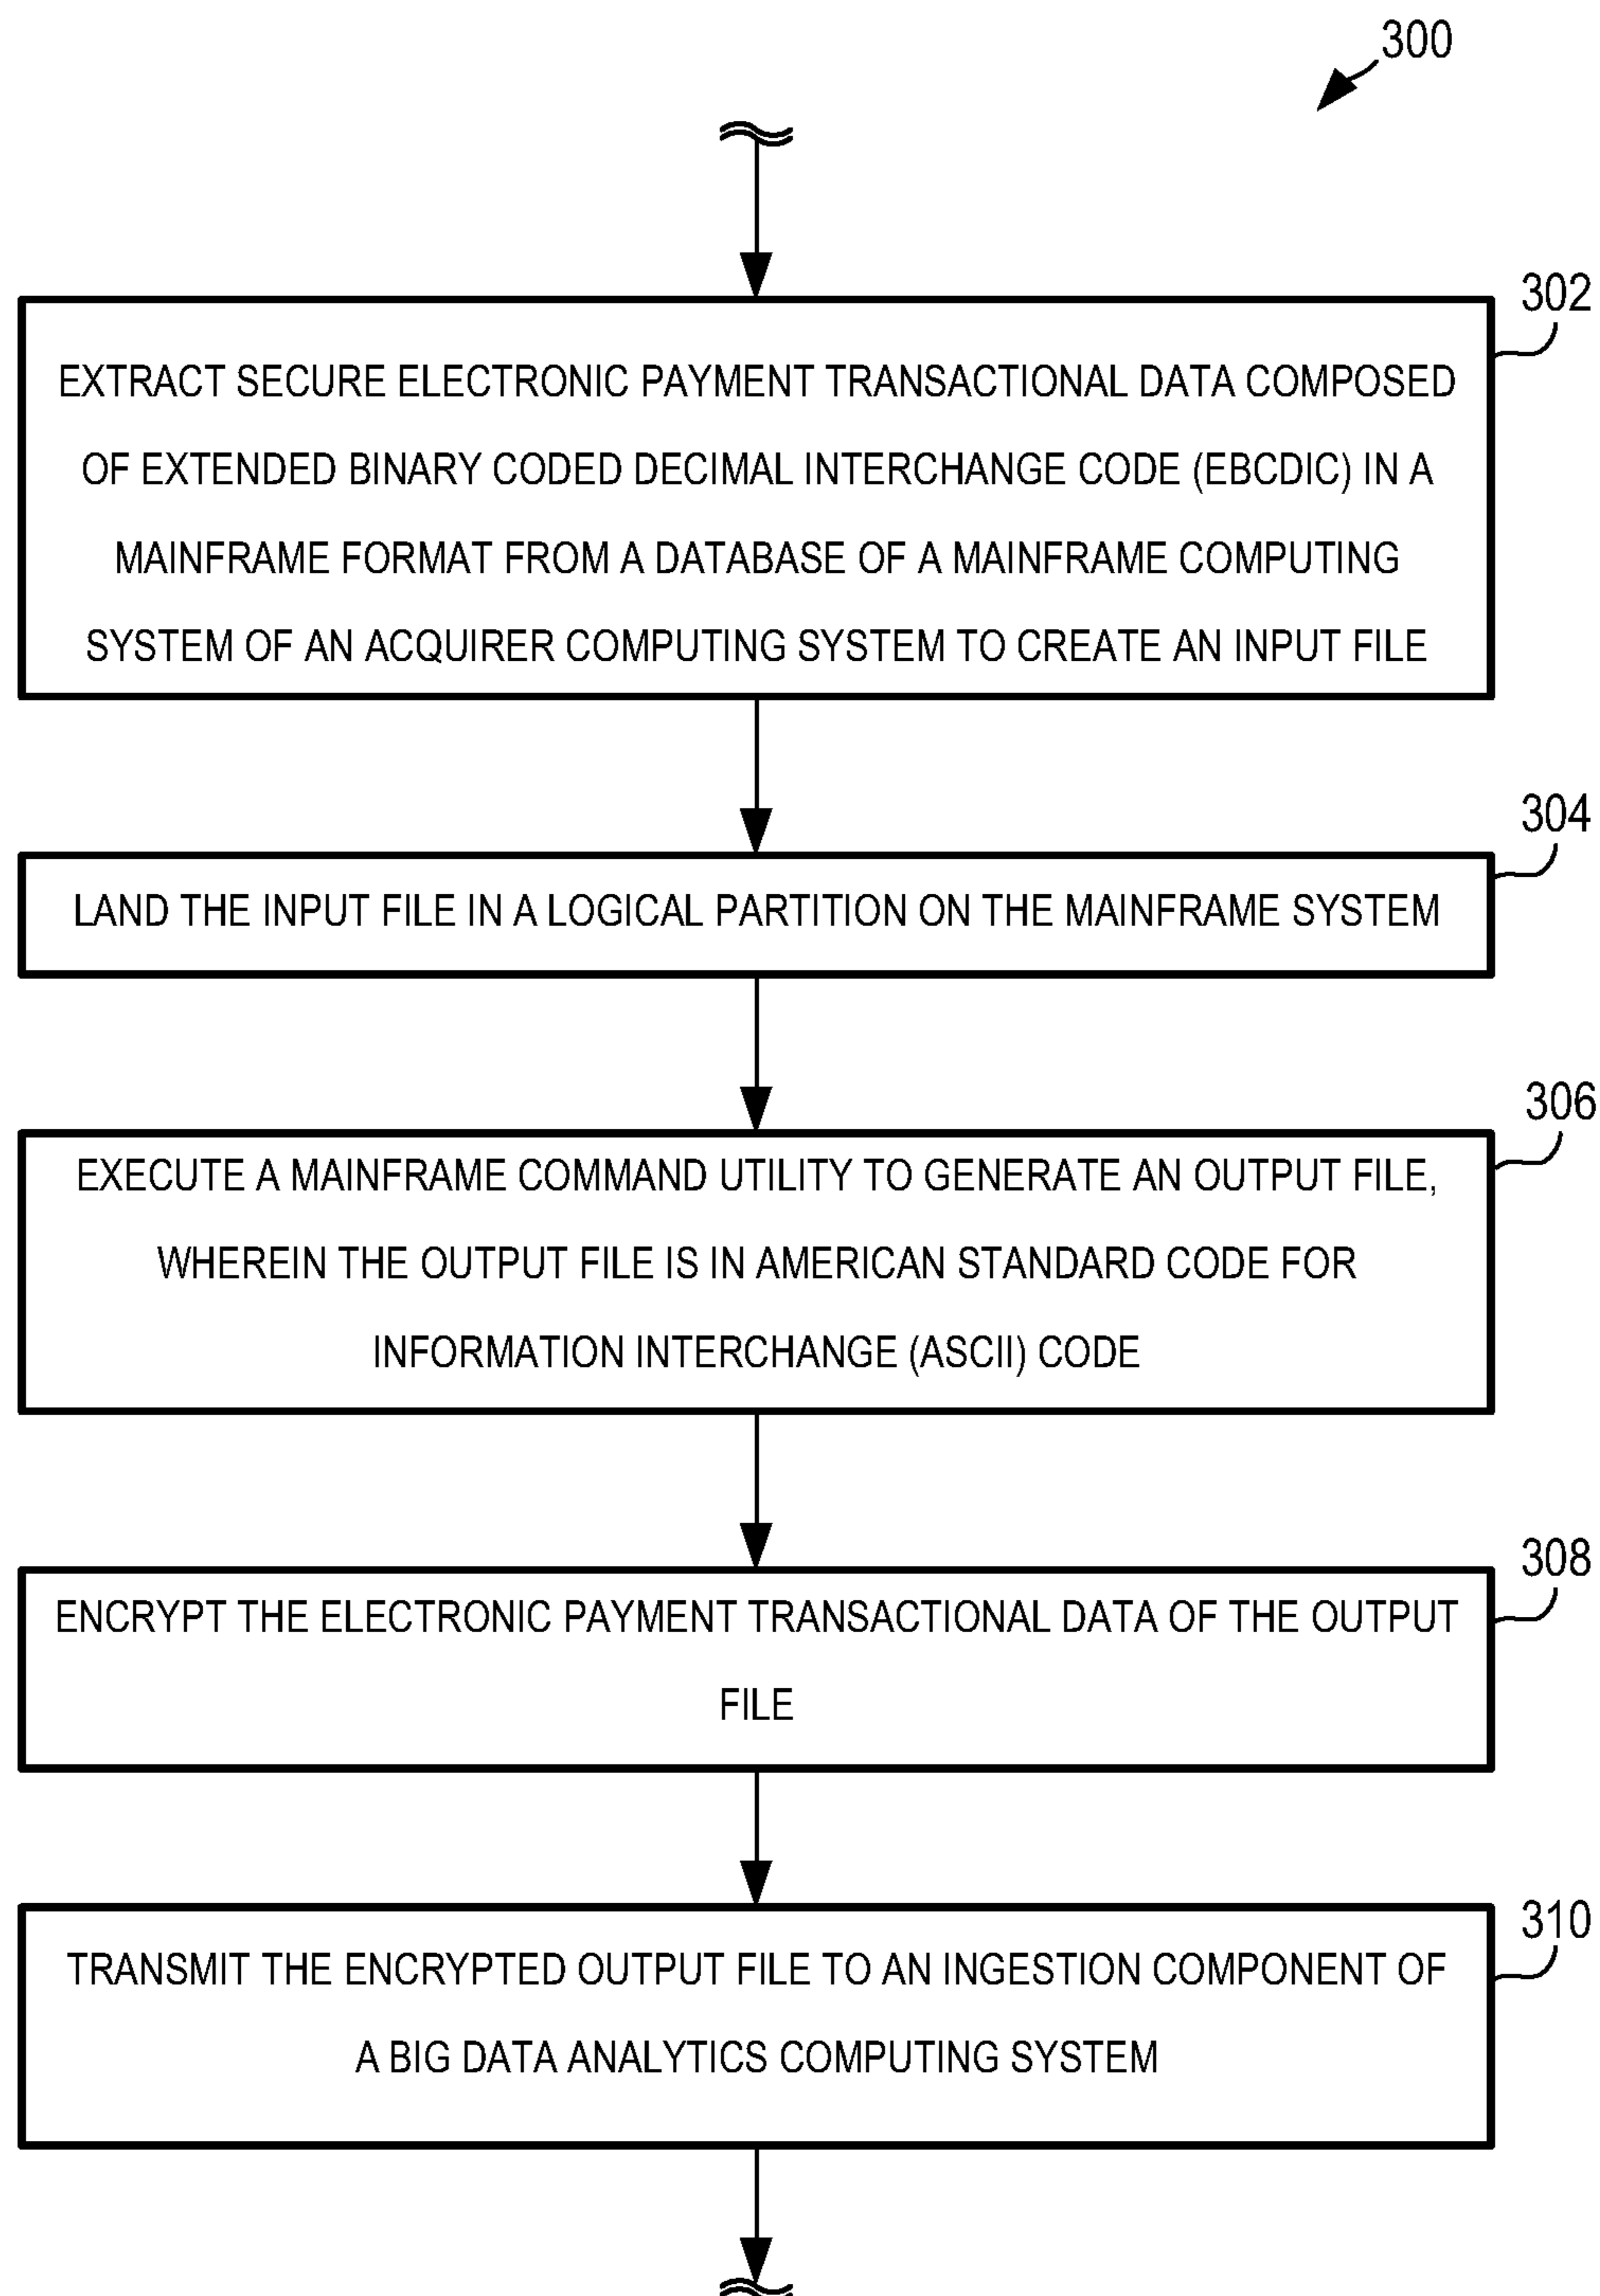 300
302
EXTRACT SECURE ELECTRONIC PAYMENT TRANSACTIONAL DATA COMPOSED
OF EXTENDED BINARY CODED DECIMAL INTERCHANGE CODE (EBCDIC) IN A
MAINFRAME FORMAT FROM A DATABASE OF A MAINFRAME COMPUTING
SYSTEM OF AN ACQUIRER COMPUTING SYSTEM TO CREATE AN INPUT FILE
304
LAND THE INPUT FILE IN A LOGICAL PARTITION ON THE MAINFRAME SYSTEM
306
EXECUTE A MAINFRAME COMMAND UTILITY TO GENERATE AN OUTPUT FILE,
WHEREIN THE OUTPUT FILE IS IN AMERICAN STANDARD CODE FOR
INFORMATION INTERCHANGE (ASCII) CODE
308
ENCRYPT THE ELECTRONIC PAYMENT TRANSACTIONAL DATA OF THE OUTPUT
FILE
310
TRANSMIT THE ENCRYPTED OUTPUT FILE TO AN INGESTION COMPONENT OF
A BIG DATA ANALYTICS COMPUTING SYSTEM